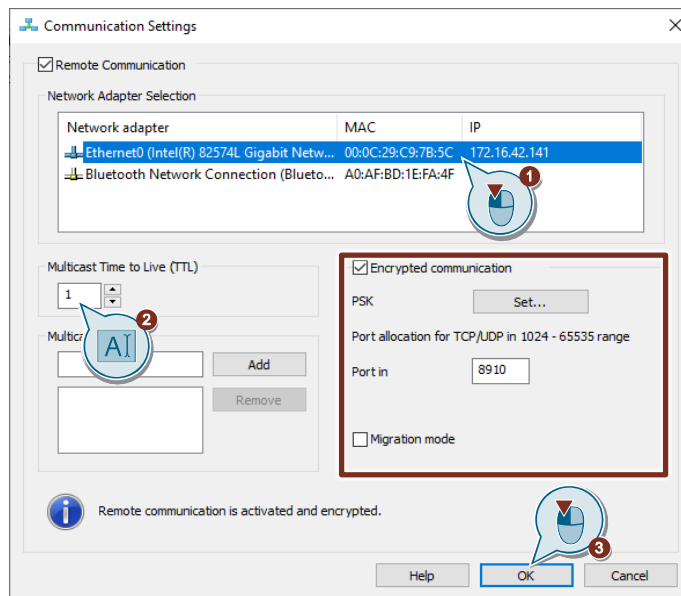 Communication Settings
Remote Communication
Network Adapter Selection
Network adapter MAC IP
Ethernet0 (Intel(R) 82574L Gigabit Netw... 00:0C:29:C9:7B:5C 172.16.42.141
Bluetooth Network Connection (Blueto... A0:AF:BD:1E:FA:4F
1
Multicast Time to Live (TTL)
1
2
A
Add
Remove
Encrypted communication
PSK Set...
Port allocation for TCP/UDP in 1024 - 65535 range
Port in 8910
Migration mode
Remote communication is activated and encrypted.
3
Help OK Cancel